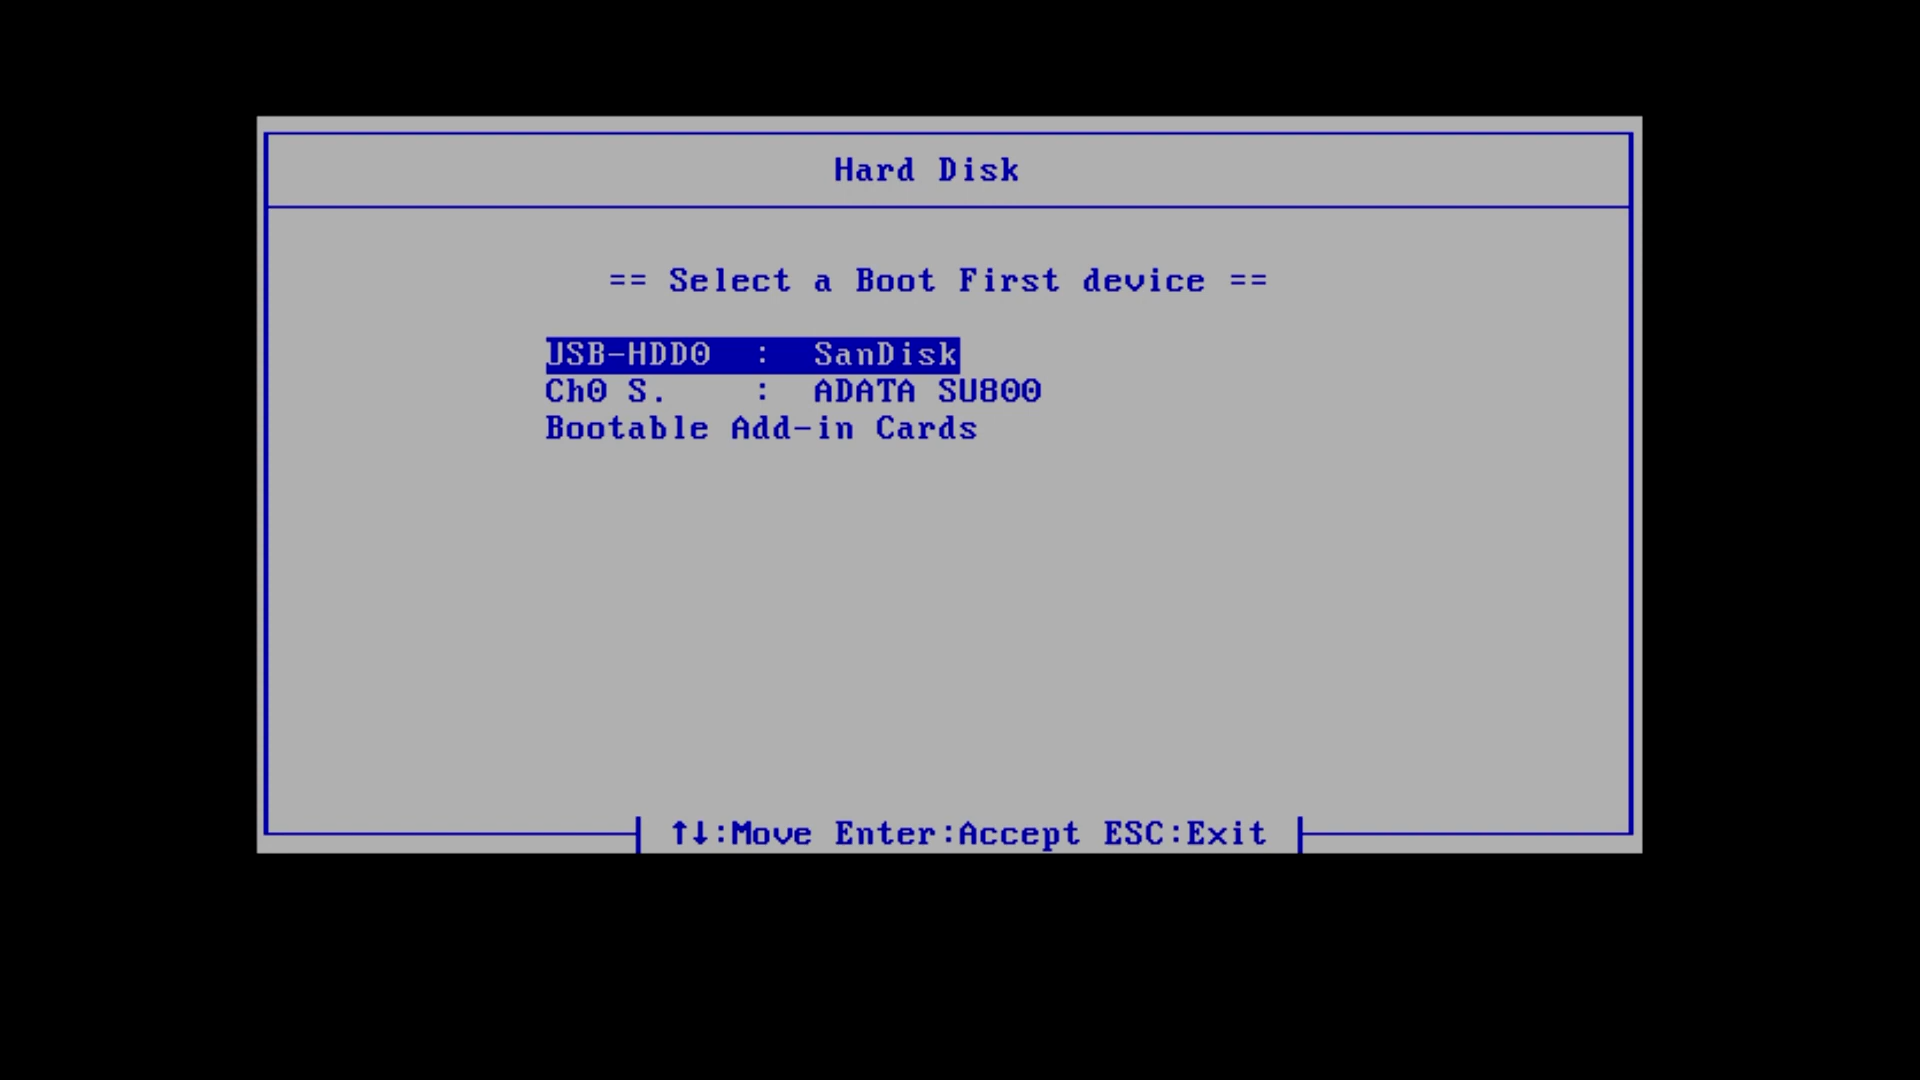 Hard Disk
== Select a Boot First device ==
USB-HDD0 : SanDisk
Ch0 S. : ADATA SU800
Bootable Add-in Cards
↑↓:Move Enter:Accept ESC:Exit